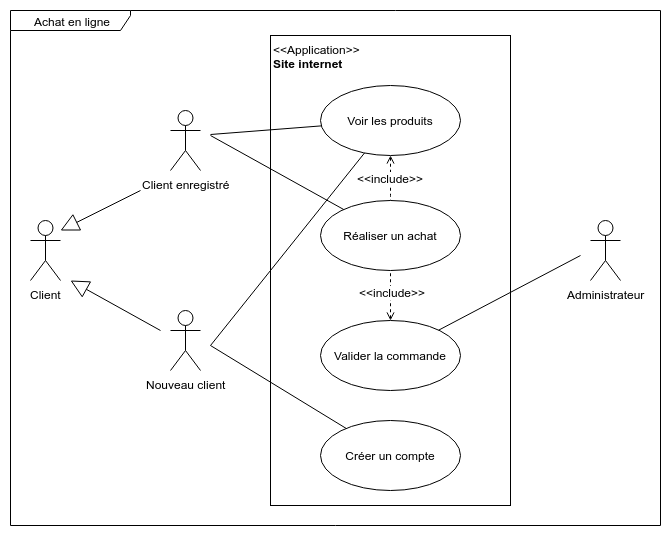 Achat en ligne
<<Application>>
Site internet
Voir les produits
Client enregistré
<<include>>
Réaliser un achat
Client
Administrateur
<<include>>
Valider la commande
Nouveau client
Créer un compte